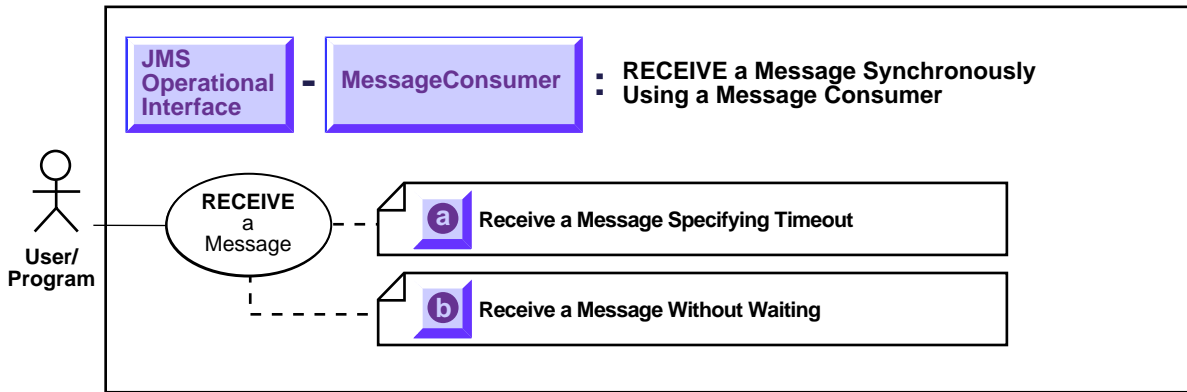 JMS
Operational
Interface
-
MessageConsumer
:
RECEIVE a Message Synchronously
Using a Message Consumer
User/
Program
RECEIVE
a
Message
a
Receive a Message Specifying Timeout
b
Receive a Message Without Waiting